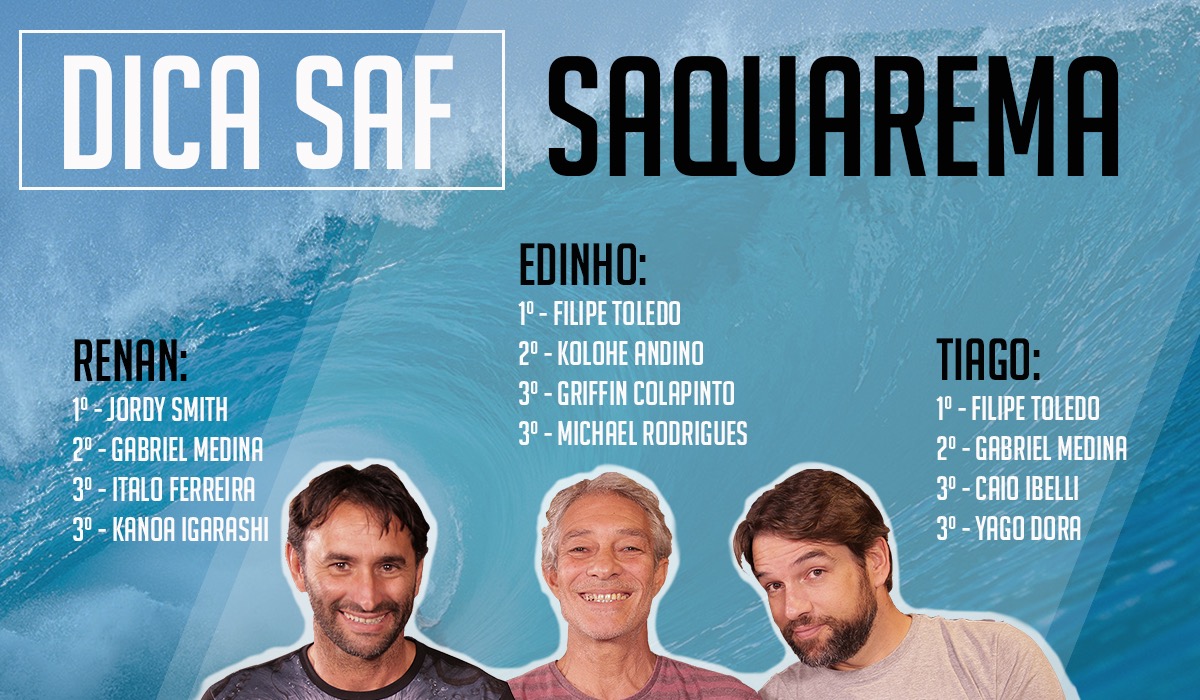 DICA SAF SAQUAREMA
RENAN:
1º - JORDY SMITH
2º - GABRIEL MEDINA
3º - ITALO FERREIRA
3º - KANOA IGARASHI
EDINHO:
1º - FILIPE TOLEDO
2º - KOLOHE ANDINO
3º - GRIFFIN COLAPINTO
3º - MICHAEL RODRIGUES
TIAGO:
1º - FILIPE TOLEDO
2º - GABRIEL MEDINA
3º - CAIO IBELLI
3º - YAGO DORA